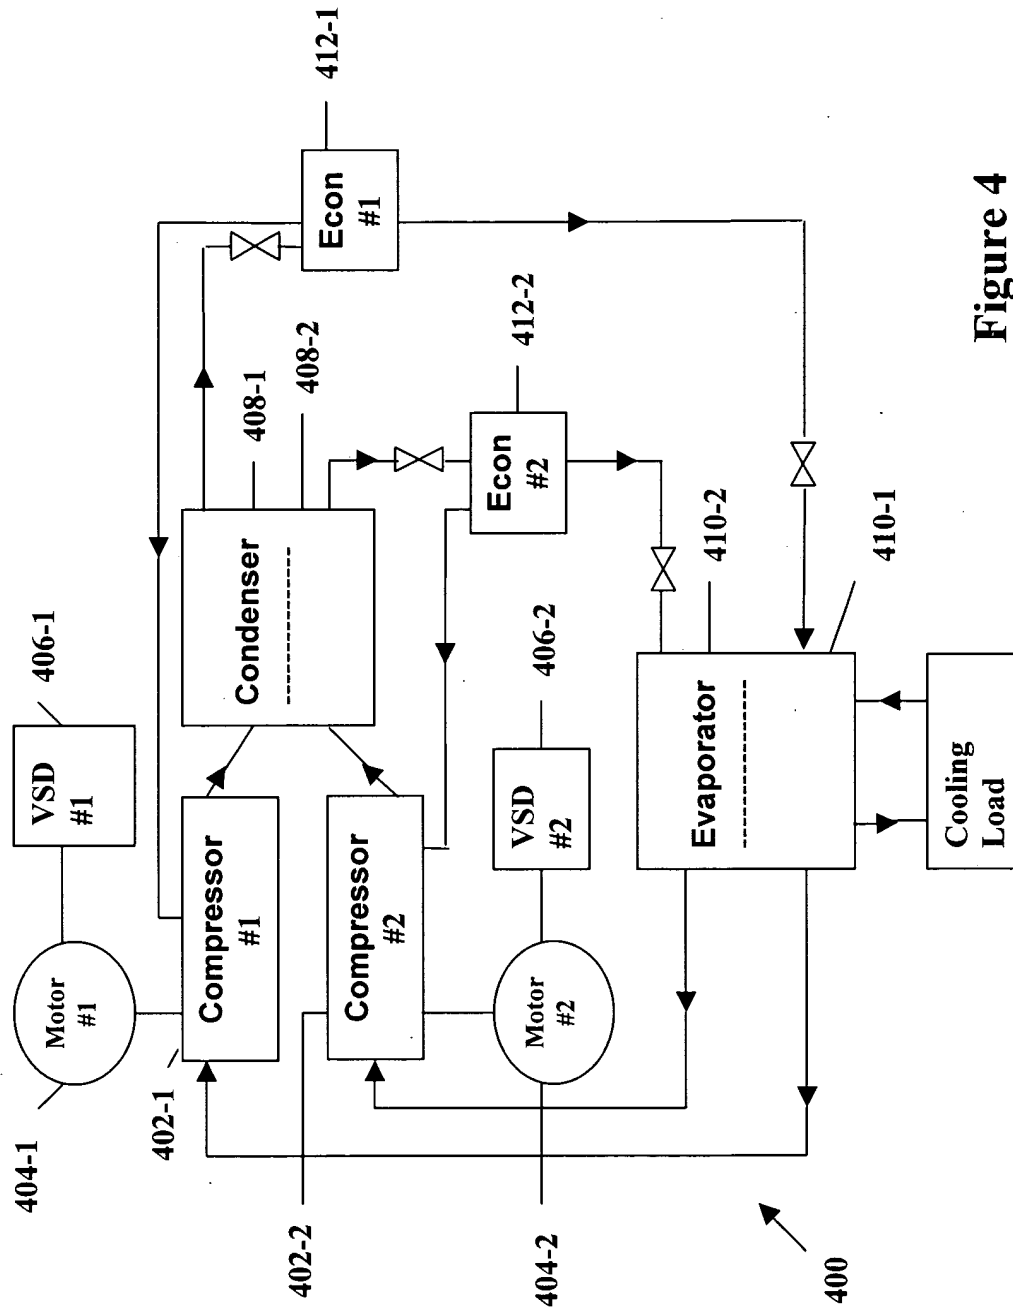 404-1
Motor
#1
VSD
#1
406-1
402-1
Compressor
#1
Condenser
408-1
408-2
Econ
#1
412-1
402-2
Compressor
#2
Econ
#2
412-2
404-2
Motor
#2
VSD
#2
406-2
Evaporator
410-2
410-1
400
Cooling
Load
Figure 4